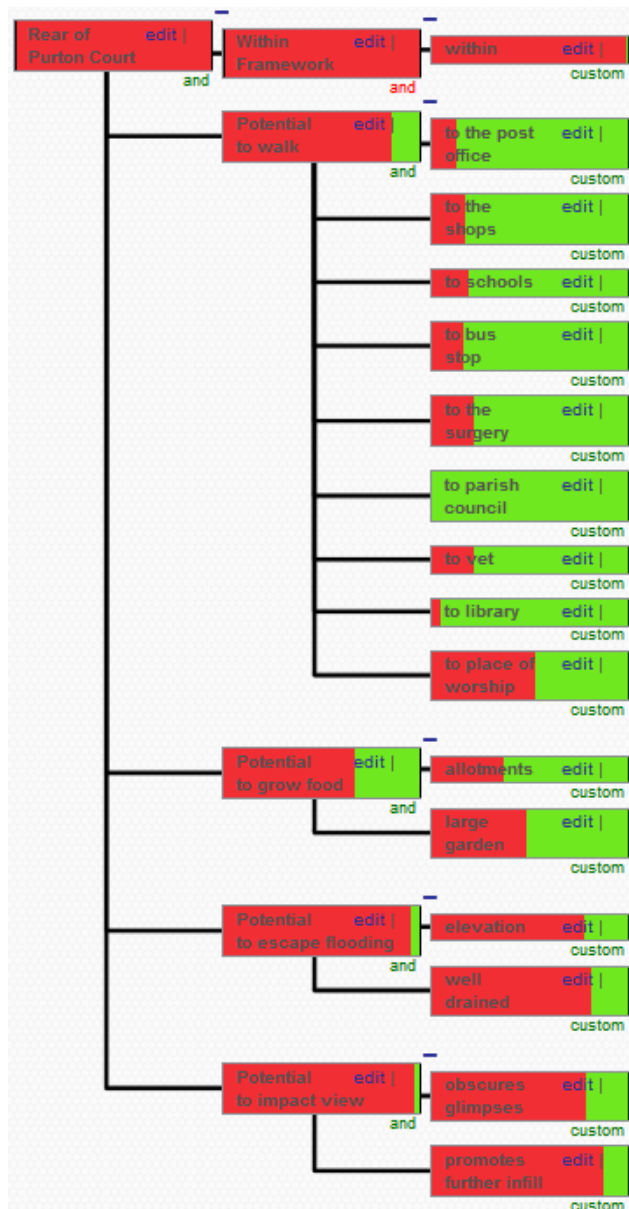 Rear of edit |
Purton Court
and
Within edit |
Framework
and
within edit |
custom
Potential edit |
to walk
and
to the post edit |
office
custom
to the edit |
shops
custom
to schools edit |
custom
to bus edit |
stop
custom
to the edit |
surgery
custom
to parish edit |
council
custom
to vet edit |
custom
to library edit |
custom
to place of edit |
worship
custom
Potential edit |
to grow food
and
allotments edit |
custom
large edit |
garden
custom
Potential edit |
to escape flooding
and
elevation edit |
custom
well edit |
drained
custom
Potential edit |
to impact view
and
obscures edit |
glimpses
custom
promotes edit |
further infill
custom